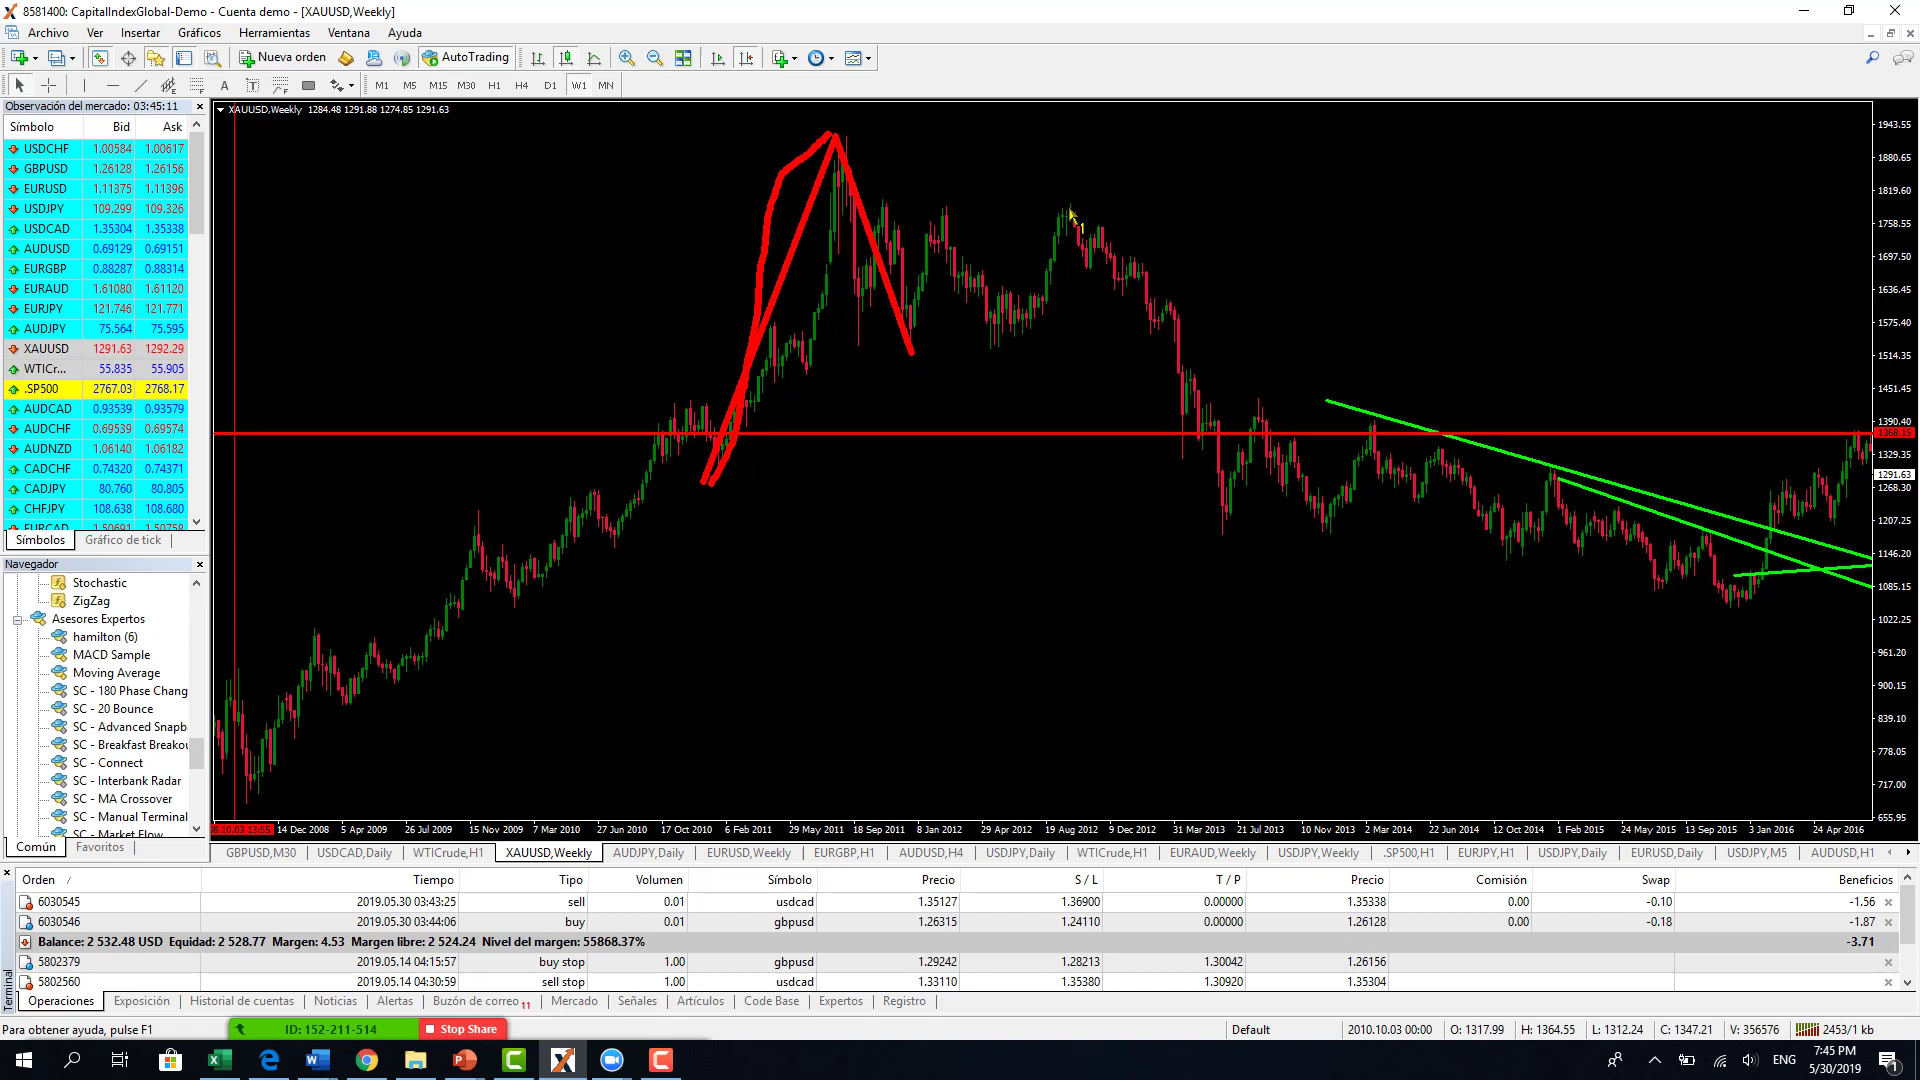 8581400: CapitalIndexGlobal-Demo - Cuenta demo - [XAUUSD,Weekly]
Archivo Ver Insertar Gráficos Herramientas Ventana Ayuda
Nueva orden AutoTrading
A T M1 M5 M15 M30 H1 H4 D1 W1 MN
Observación del mercado: 03:45:11
Símbolo Bid Ask
USDCHF 1.00584 1.00617
GBPUSD 1.26128 1.26156
EURUSD 1.11375 1.11396
USDJPY 109.299 109.326
USDCAD 1.35304 1.35338
AUDUSD 0.69129 0.69151
EURGBP 0.88287 0.88314
EURAUD 1.61080 1.61120
EURJPY 121.746 121.771
AUDJPY 75.564 75.595
XAUUSD 1291.63 1292.29
WTICr... 55.835 55.905
.SP500 2767.03 2768.17
AUDCAD 0.93539 0.93579
AUDCHF 0.69539 0.69574
AUDNZD 1.06140 1.06182
CADCHF 0.74320 0.74371
CADJPY 80.760 80.805
CHFJPY 108.638 108.680
EURCAD 1.50691 1.50758
Símbolos Gráfico de tick
Navegador
Stochastic
ZigZag
Asesores Expertos
hamilton (6)
MACD Sample
Moving Average
SC - 180 Phase Chang
SC - 20 Bounce
SC - Advanced Snapb
SC - Breakfast Breakou
SC - Connect
SC - Interbank Radar
SC - MA Crossover
SC - Manual Terminal
SC - Market Flow
Común Favoritos
XAUUSD,Weekly 1284.48 1291.88 1274.85 1291.63
1
1943.55
1880.65
1819.60
1758.55
1697.50
1636.45
1575.40
1514.35
1451.45
1390.40
1368.15
1329.35
1291.63
1268.30
1207.25
1146.20
1085.15
1022.25
961.20
900.15
839.10
778.05
717.00
655.95
08.10.03 13:55 14 Dec 2008 5 Apr 2009 26 Jul 2009 15 Nov 2009 7 Mar 2010 27 Jun 2010 17 Oct 2010 6 Feb 2011 29 May 2011 18 Sep 2011 8 Jan 2012 29 Apr 2012 19 Aug 2012 9 Dec 2012 31 Mar 2013 21 Jul 2013 10 Nov 2013 2 Mar 2014 22 Jun 2014 12 Oct 2014 1 Feb 2015 24 May 2015 13 Sep 2015 3 Jan 2016 24 Apr 2016
GBPUSD,M30 USDCAD,Daily WTICrude,H1 XAUUSD,Weekly AUDJPY,Daily EURUSD,Weekly EURGBP,H1 AUDUSD,H4 USDJPY,Daily WTICrude,H1 EURAUD,Weekly USDJPY,Weekly .SP500,H1 EURJPY,H1 USDJPY,Daily EURUSD,Daily USDJPY,M5 AUDUSD,H1
Orden / Tiempo Tipo Volumen Símbolo Precio S / L T / P Precio Comisión Swap Beneficios
6030545 2019.05.30 03:43:25 sell 0.01 usdcad 1.35127 1.36900 0.00000 1.35338 0.00 -0.10 -1.56
6030546 2019.05.30 03:44:06 buy 0.01 gbpusd 1.26315 1.24110 0.00000 1.26128 0.00 -0.18 -1.87
Balance: 2 532.48 USD Equidad: 2 528.77 Margen: 4.53 Margen libre: 2 524.24 Nivel del margen: 55868.37% -3.71
5802379 2019.05.14 04:15:57 buy stop 1.00 gbpusd 1.29242 1.28213 1.30042 1.26156
5802560 2019.05.14 04:30:59 sell stop 1.00 usdcad 1.33110 1.35380 1.30920 1.35304
Terminal
Operaciones Exposición Historial de cuentas Noticias Alertas Buzón de correo 11 Mercado Señales Artículos Code Base Expertos Registro
Para obtener ayuda, pulse F1 ID: 152-211-514 Stop Share Default 2010.10.03 00:00 O: 1317.99 H: 1364.55 L: 1312.24 C: 1347.21 V: 356576 2453/1 kb
ENG 7:45 PM
5/30/2019 1